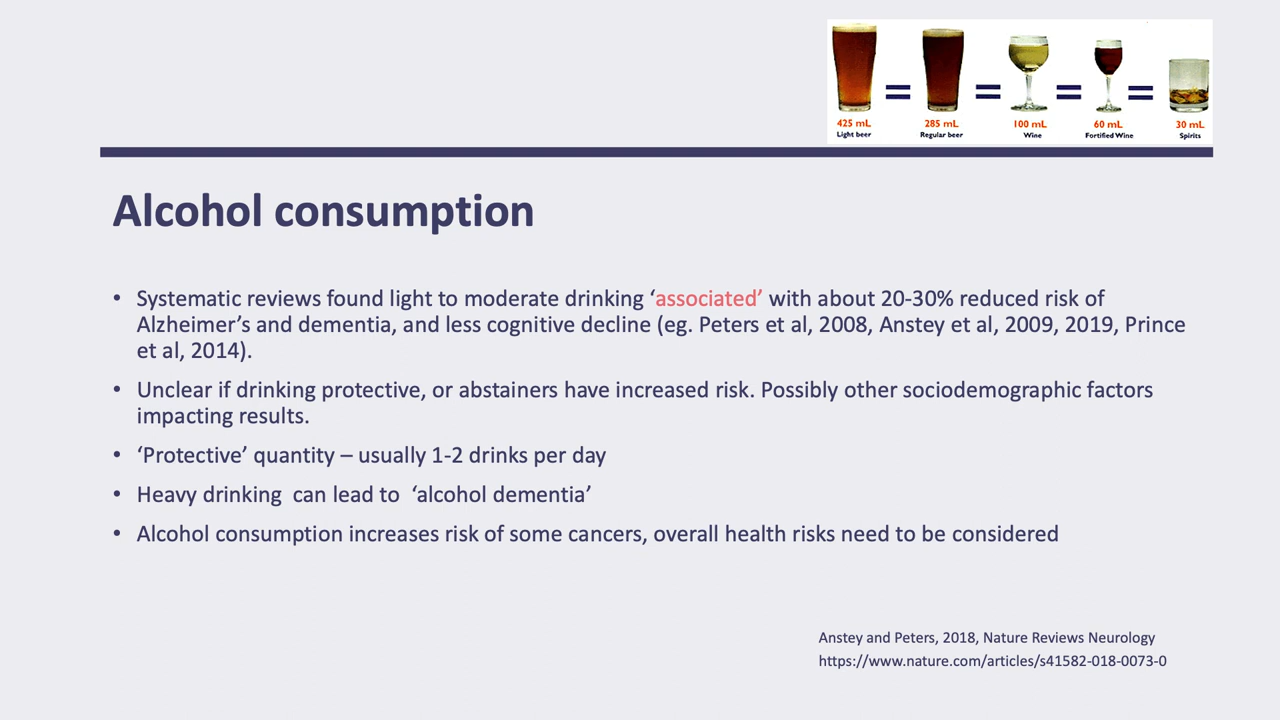 = = = =
425 mL 285 mL 100 mL 60 mL 30 mL
Light beer Regular beer Wine Fortified Wine Spirits
Alcohol consumption
• Systematic reviews found light to moderate drinking ‘associated’ with about 20-30% reduced risk of
Alzheimer’s and dementia, and less cognitive decline (eg. Peters et al, 2008, Anstey et al, 2009, 2019, Prince
et al, 2014).
• Unclear if drinking protective, or abstainers have increased risk. Possibly other sociodemographic factors
impacting results.
• ‘Protective’ quantity – usually 1-2 drinks per day
• Heavy drinking  can lead to  ‘alcohol dementia’
• Alcohol consumption increases risk of some cancers, overall health risks need to be considered
Anstey and Peters, 2018, Nature Reviews Neurology
https://www.nature.com/articles/s41582-018-0073-0